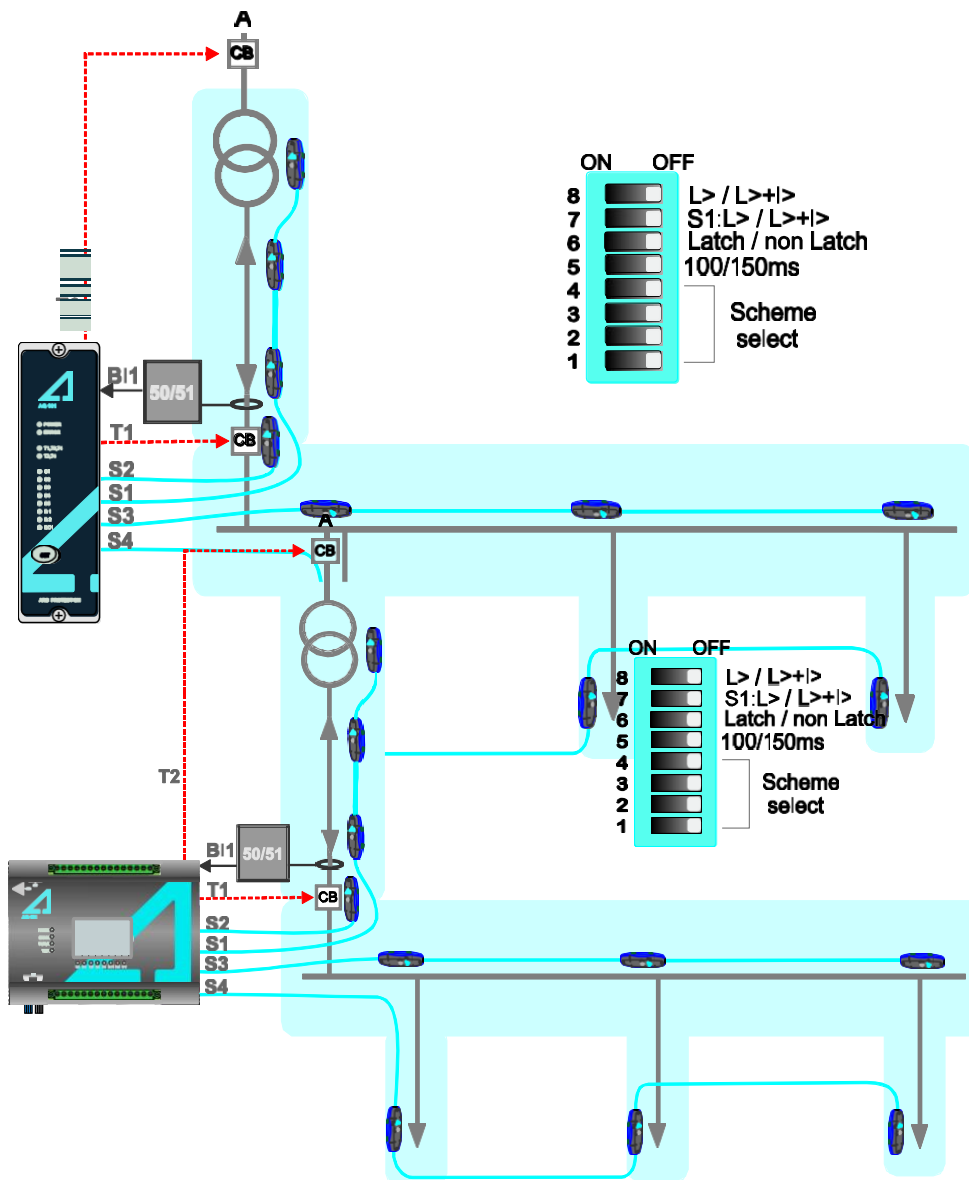 A
CB
ON OFF
8 L> / L>+I>
7 S1:L> / L>+I>
6 Latch / non Latch
5 100/150ms
4
3
2
1
Scheme
select
BI1
50/51
T1
CB
S2
S1
S3
S4
A
CB
ON OFF
8 L> / L>+I>
7 S1:L> / L>+I>
6 Latch / non Latch
5 100/150ms
4
3
2
1
Scheme
select
T2
BI1
50/51
T1
CB
S2
S1
S3
S4